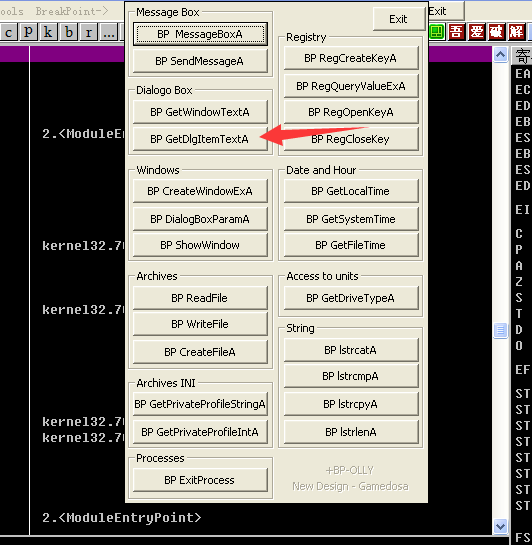 ools BreakPoint->
Exit
c p k b r ... s
吾 爱 破 解
Message Box
BP MessageBoxA
BP SendMessageA
Dialogo Box
BP GetWindowTextA
BP GetDlgItemTextA
Windows
BP CreateWindowExA
BP DialogBoxParamA
BP ShowWindow
Archives
BP ReadFile
BP WriteFile
BP CreateFileA
Archives INI
BP GetPrivateProfileStringA
BP GetPrivateProfileIntA
Processes
BP ExitProcess
Exit
Registry
BP RegCreateKeyA
BP RegQueryValueExA
BP RegOpenKeyA
BP RegCloseKey
Date and Hour
BP GetLocalTime
BP GetSystemTime
BP GetFileTime
Access to units
BP GetDriveTypeA
String
BP lstrcatA
BP lstrcmpA
BP lstrcpyA
BP lstrlenA
+BP-OLLY
New Design - Gamedosa
2.<ModuleEn
kernel32.7
kernel32.7
kernel32.7
kernel32.7
2.<ModuleEntryPoint>
寄
EA
EC
ED
EB
ES
EB
ES
ED
EI
C
P
A
Z
S
T
D
O
EF
ST
ST
ST
ST
ST
ST
ST
ST
FS